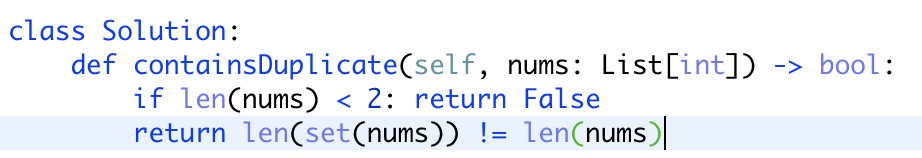 class Solution:
    def containsDuplicate(self, nums: List[int]) -> bool:
        if len(nums) < 2: return False
        return len(set(nums)) != len(nums)